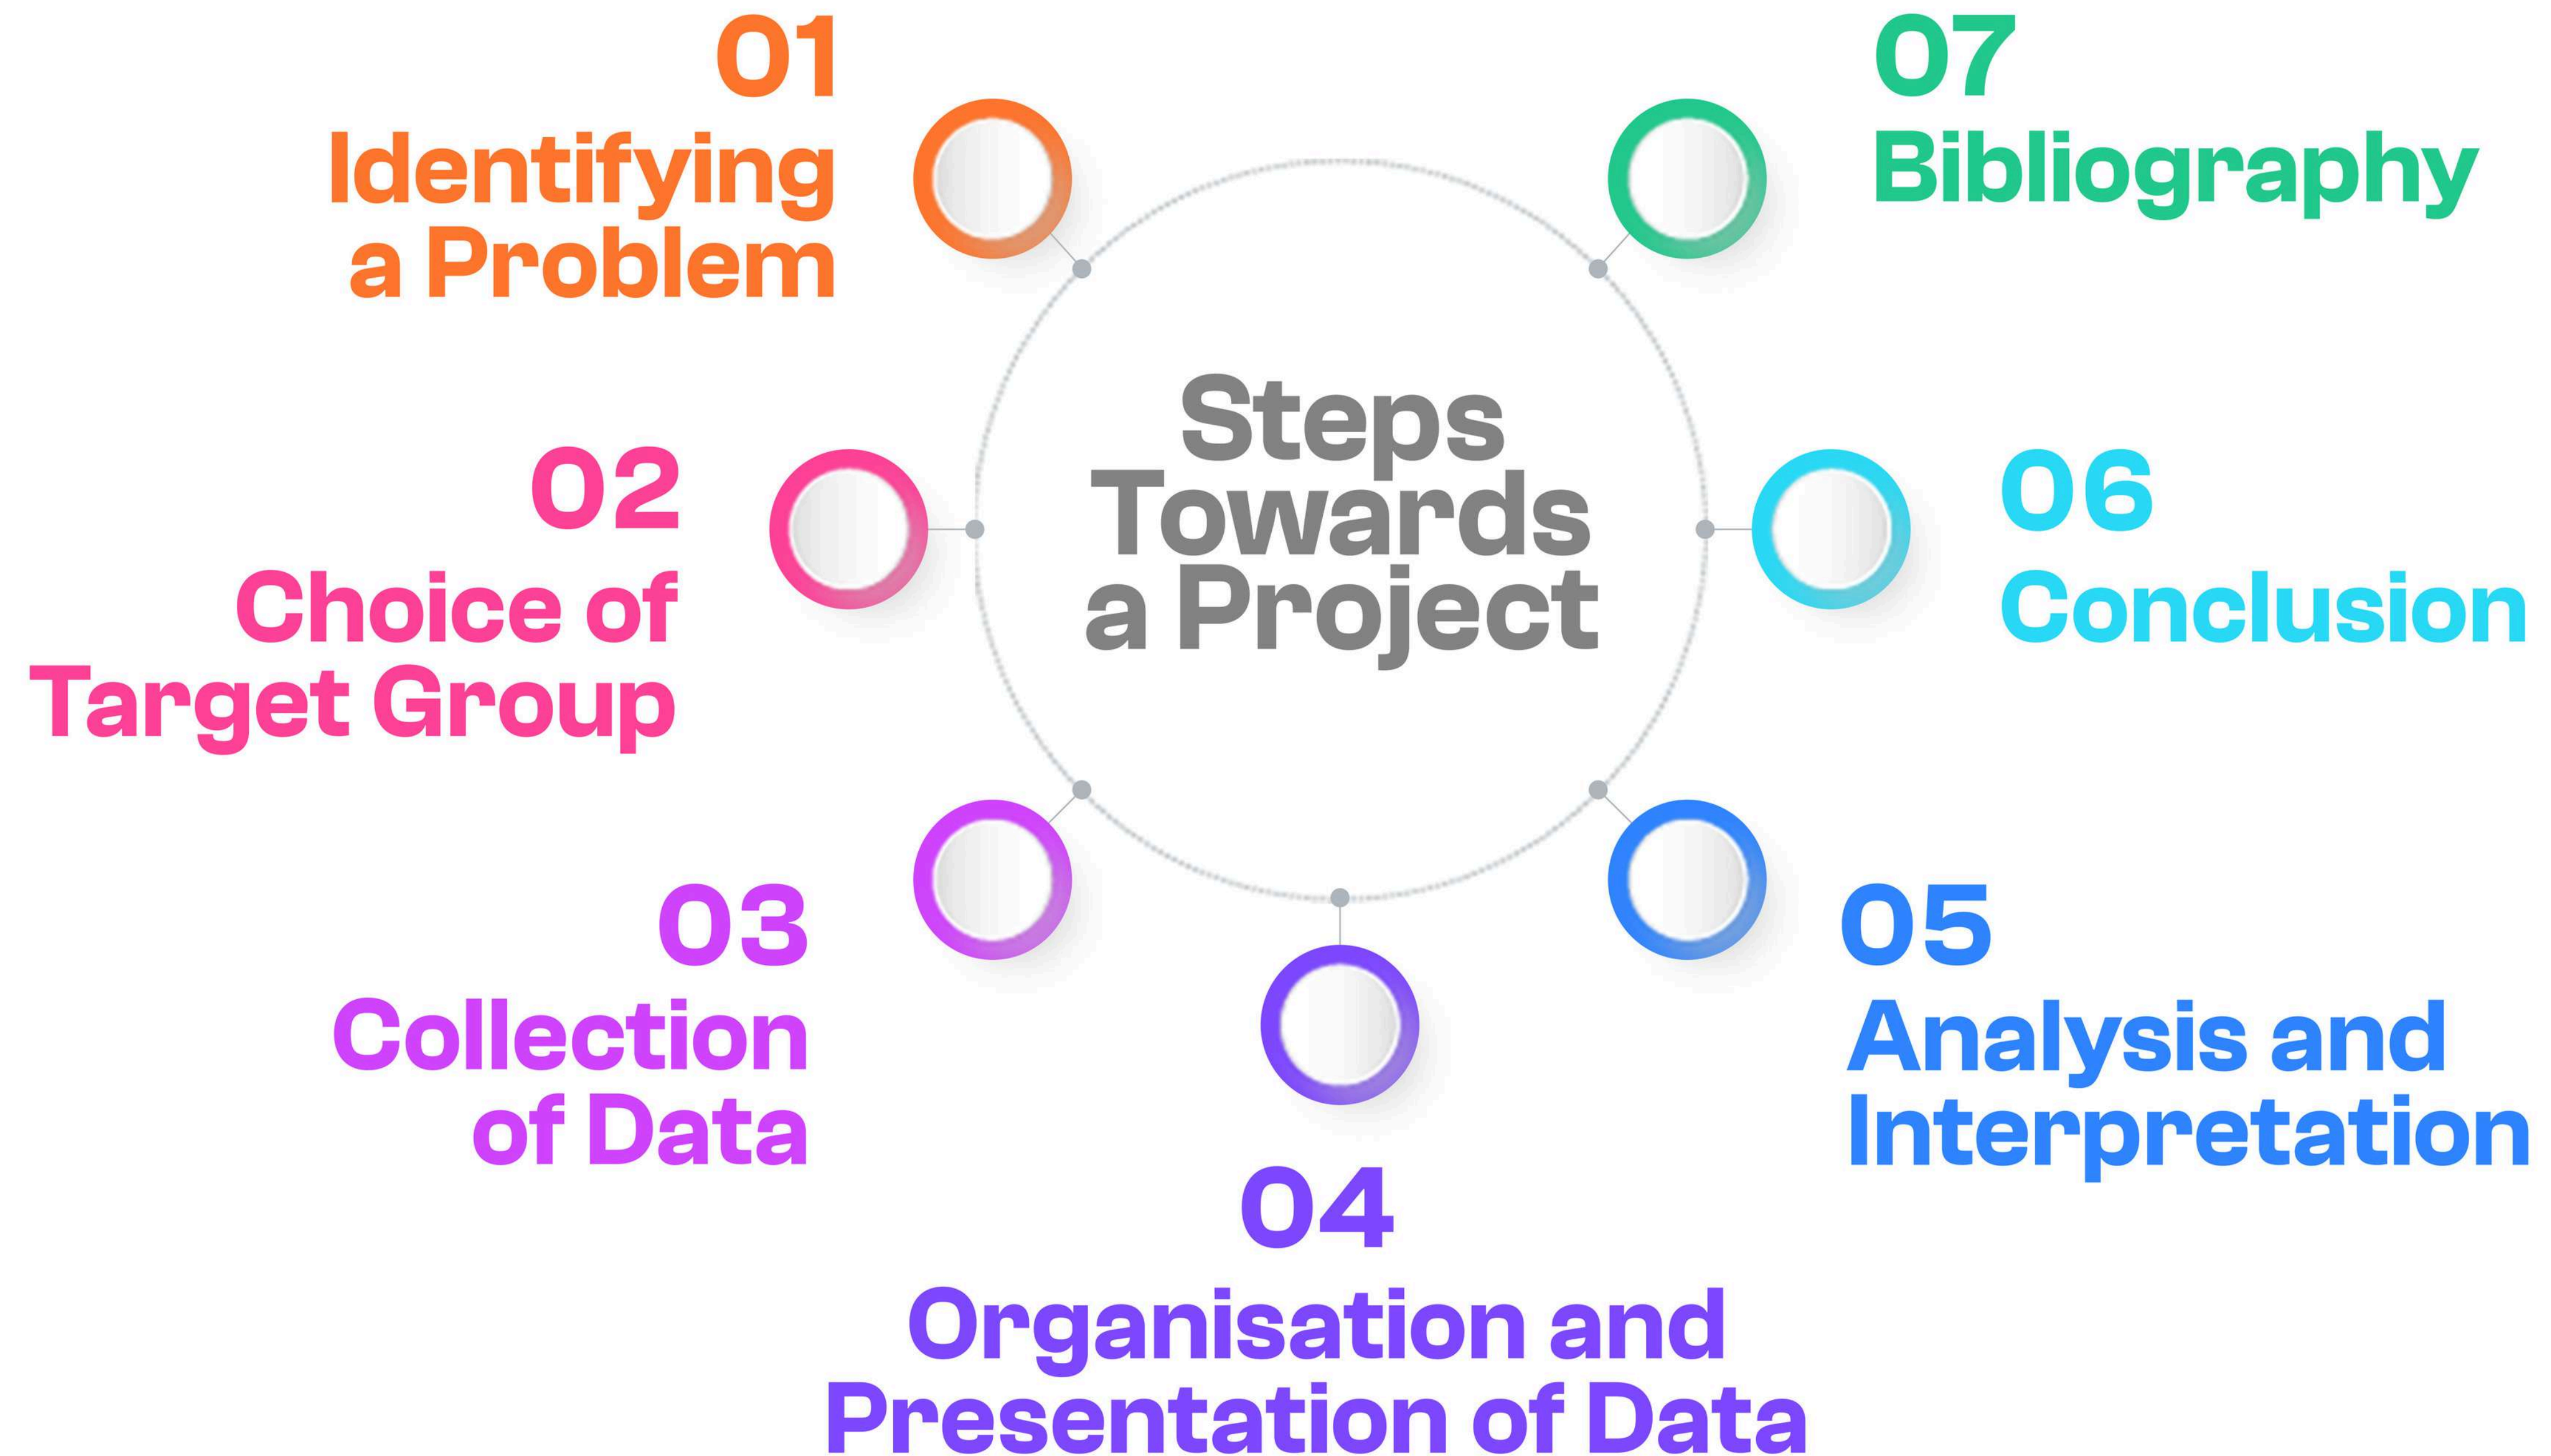 01
Identifying
a Problem
02
Choice of
Target Group
03
Collection
of Data
04
Organisation and
Presentation of Data
05
Analysis and
Interpretation
06
Conclusion
07
Bibliography
Steps
Towards
a Project